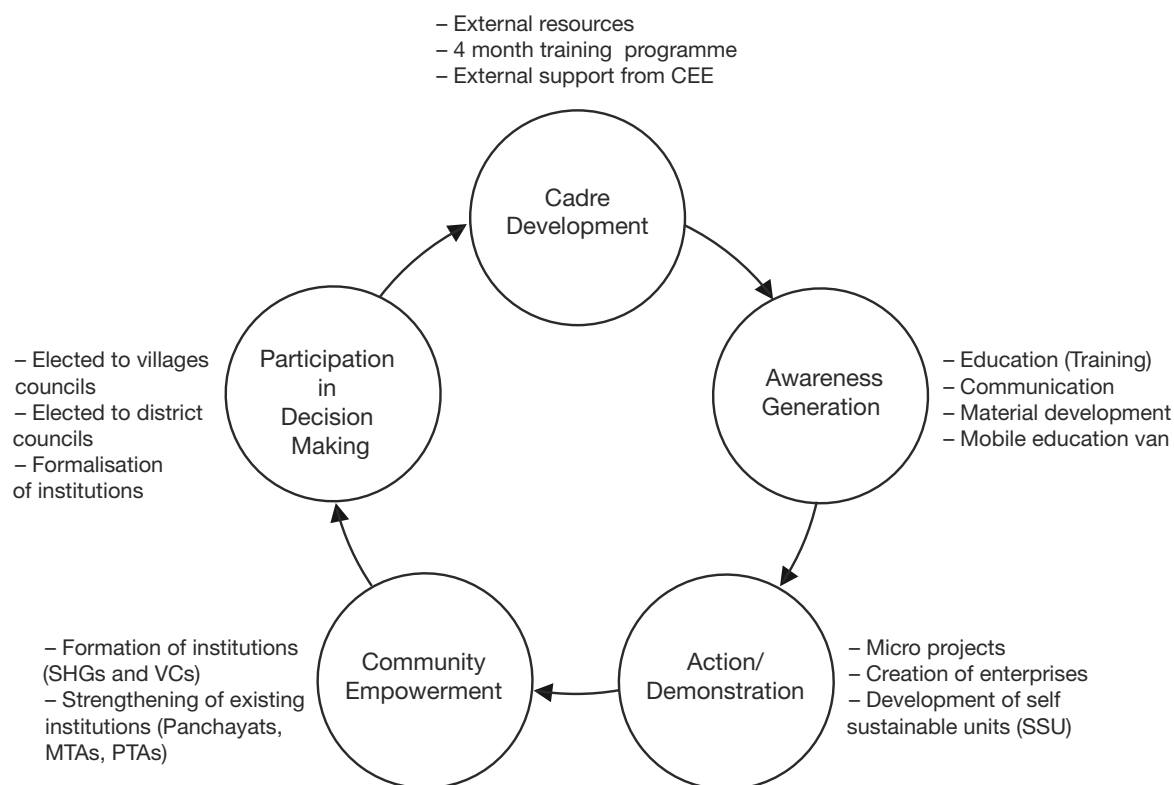 – External resources
– 4 month training programme
– External support from CEE
Cadre
Development
Awareness
Generation
– Education (Training)
– Communication
– Material development
– Mobile education van
Action/
Demonstration
– Micro projects
– Creation of enterprises
– Development of self
sustainable units (SSU)
Community
Empowerment
– Formation of institutions
(SHGs and VCs)
– Strengthening of existing
institutions (Panchayats,
MTAs, PTAs)
Participation
in
Decision
Making
– Elected to villages
councils
– Elected to district
councils
– Formalisation
of institutions